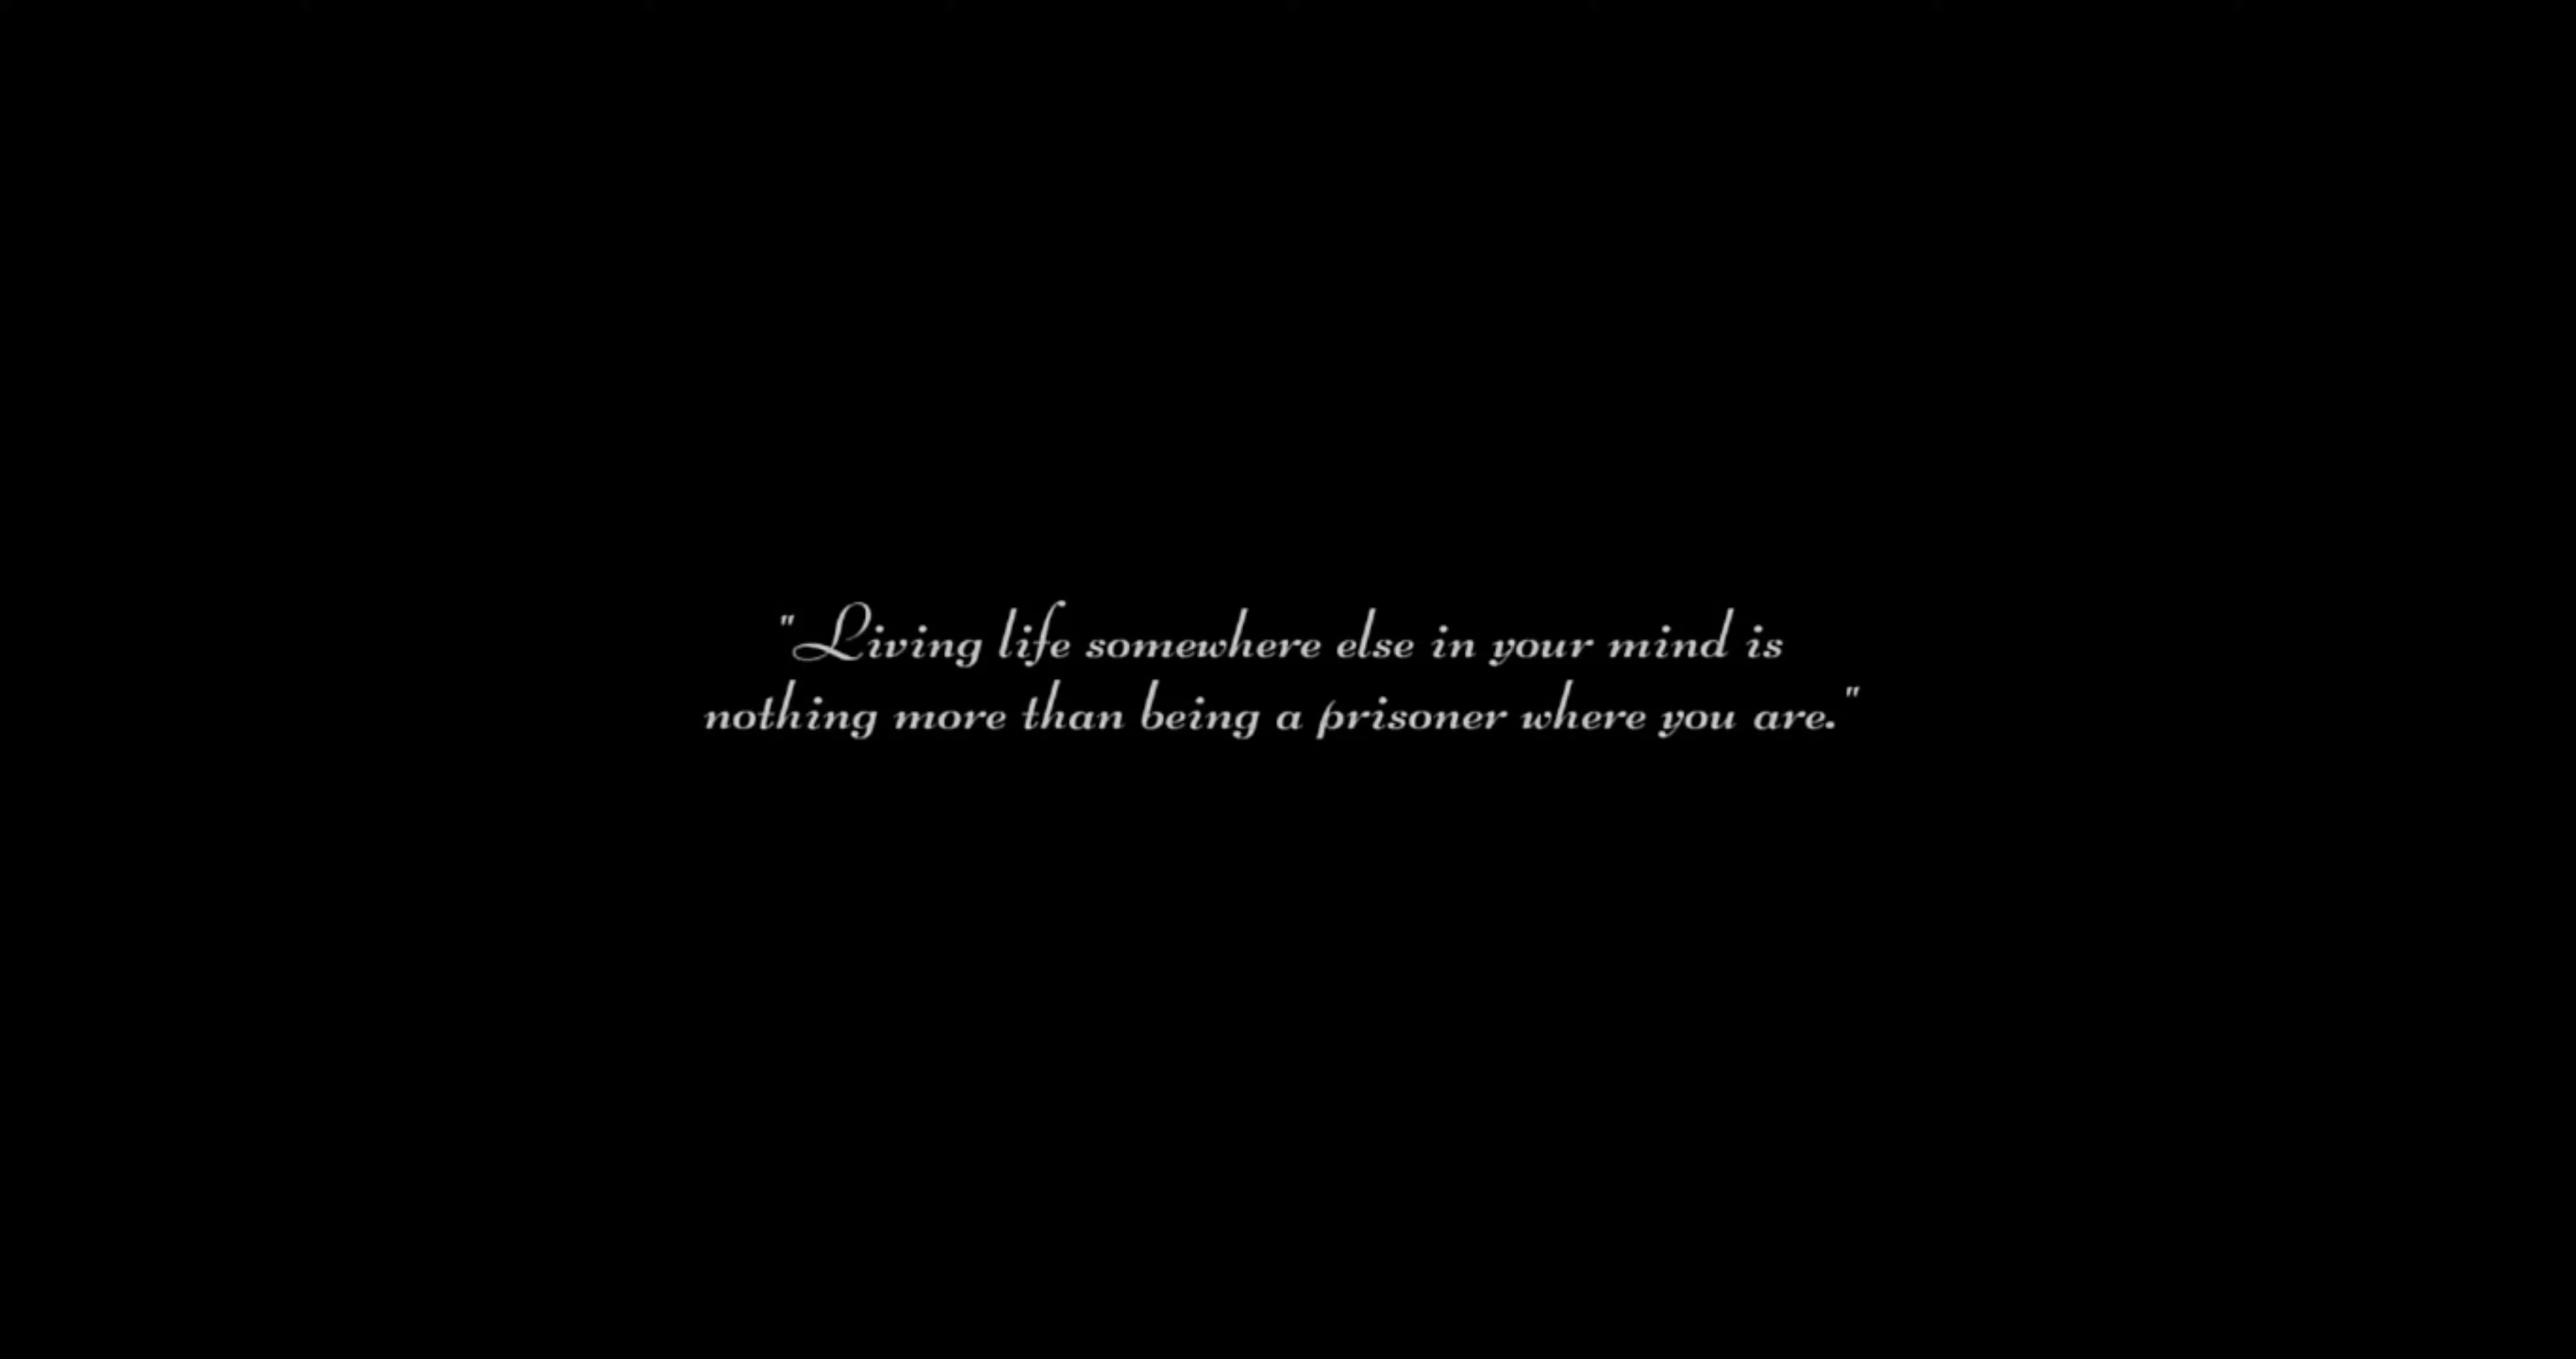 "Living life somewhere else in your mind is
nothing more than being a prisoner where you are."